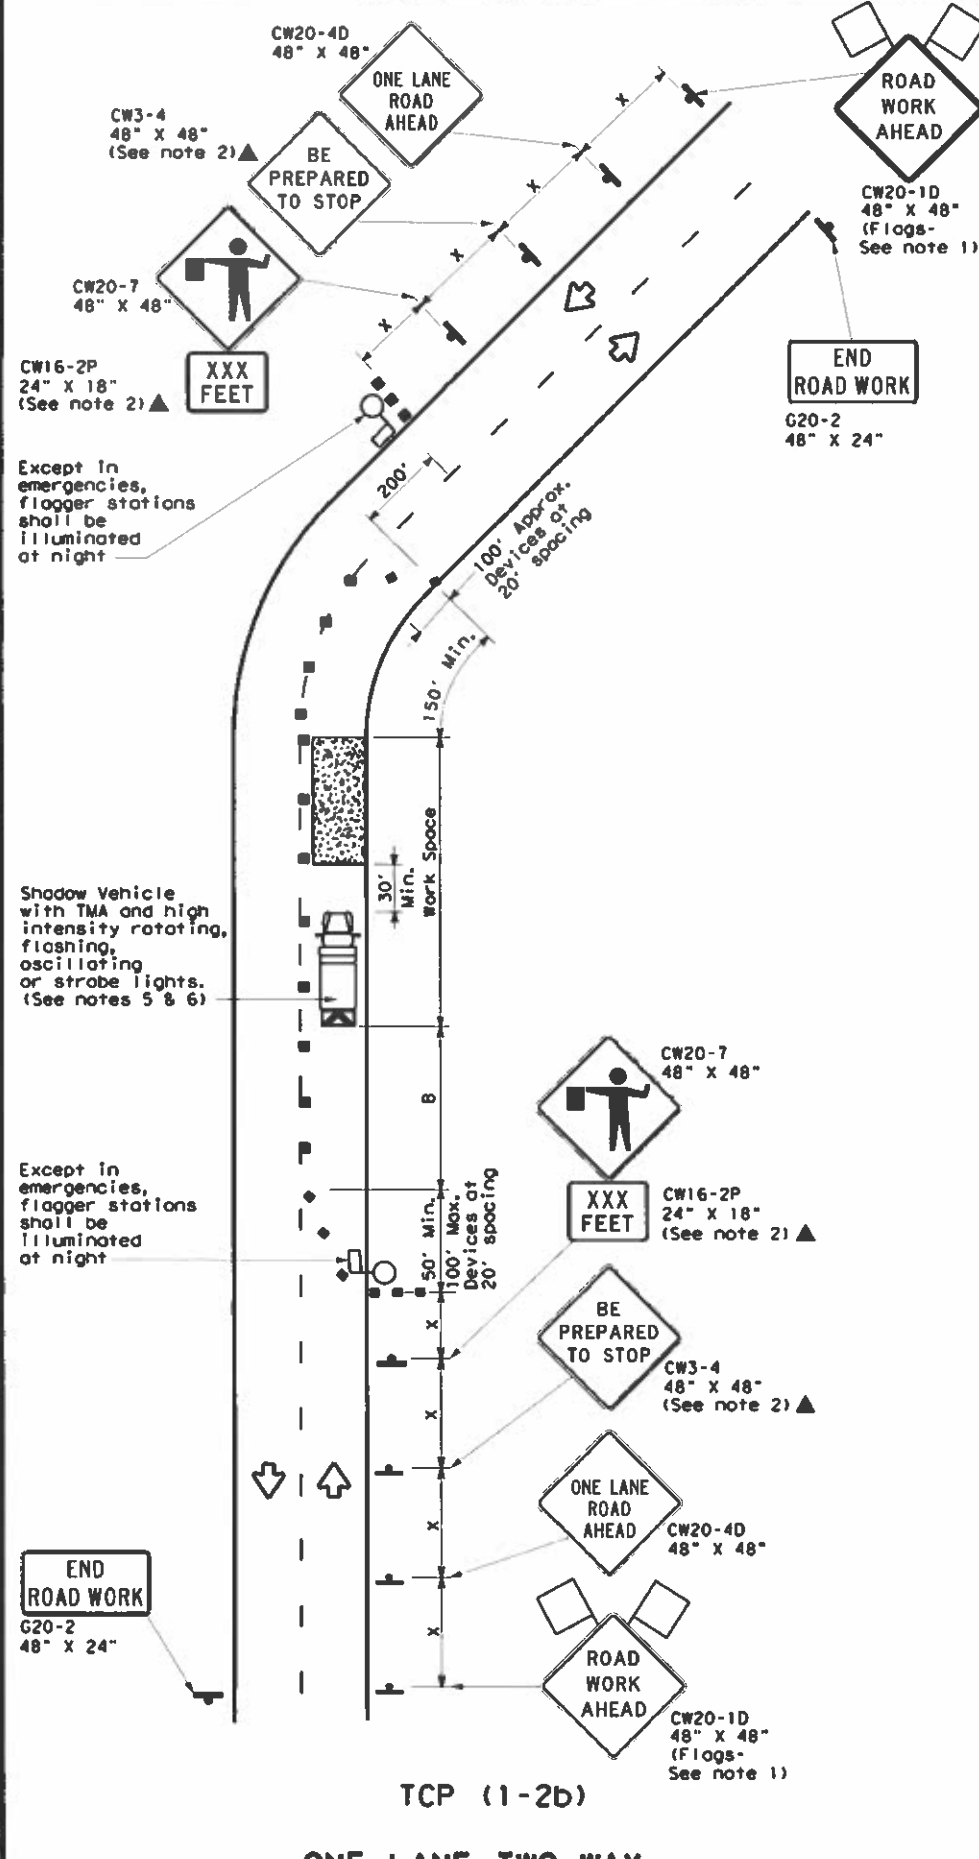 CW20-4D
48" X 48"
ONE LANE
ROAD
AHEAD
ROAD
WORK
AHEAD
CW20-1D
48" X 48"
(Flags-
See note 1)
CW3-4
48" X 48"
(See note 2)▲
BE
PREPARED
TO STOP
X
X
X
X
CW20-7
48" X 48"
CW16-2P
24" X 18"
(See note 2)▲
XXX
FEET
END
ROAD WORK
G20-2
48" X 24"
Except in
emergencies,
flagger stations
shall be
illuminated
at night
200'
100' Approx.
Devices at
20' spacing
150' Min.
Work Space
30'
Min.
Shadow Vehicle
with TMA and high
intensity rotating,
flashing,
oscillating
or strobe lights.
(See notes 5 & 6)
B
CW20-7
48" X 48"
XXX
FEET
CW16-2P
24" X 18"
(See note 2)▲
Except in
emergencies,
flagger stations
shall be
illuminated
at night
50' Min.
100' Max.
Devices at
20' spacing
X
X
X
X
BE
PREPARED
TO STOP
CW3-4
48" X 48"
(See note 2)▲
ONE LANE
ROAD
AHEAD
CW20-4D
48" X 48"
END
ROAD WORK
G20-2
48" X 24"
ROAD
WORK
AHEAD
CW20-1D
48" X 48"
(Flags-
See note 1)
TCP (1-2b)
ONE LANE TWO WAY